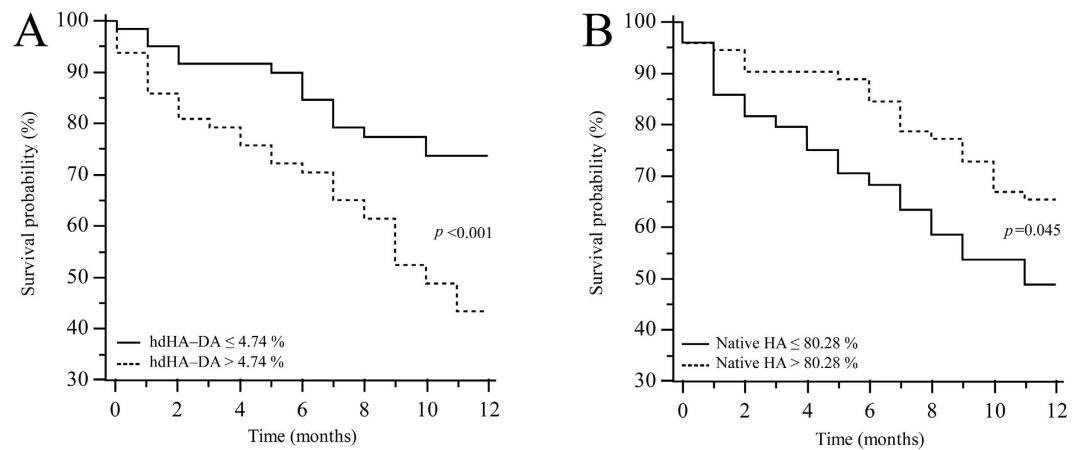 A
Survival probability (%)
100
90
80
70
60
50
40
30
p <0.001
hdHA–DA ≤ 4.74 %
hdHA–DA > 4.74 %
0 2 4 6 8 10 12
Time (months)
B
Survival probability (%)
100
90
80
70
60
50
40
30
p=0.045
Native HA ≤ 80.28 %
Native HA > 80.28 %
0 2 4 6 8 10 12
Time (months)